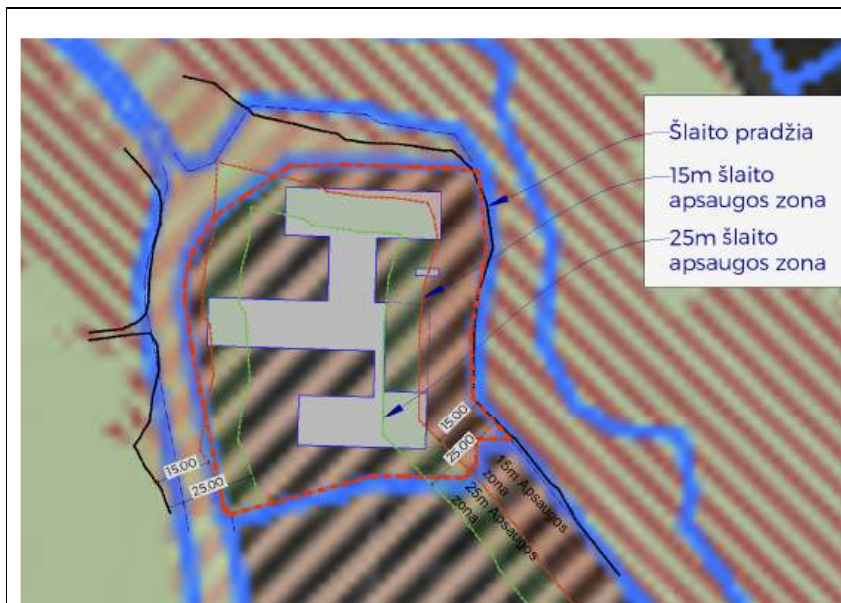 Šlaito pradžia
15m šlaito
apsaugos zona
25m šlaito
apsaugos zona
15.00
25.00
15m Apsaugos
zona
25m Apsaugos
zona
15.00
25.00